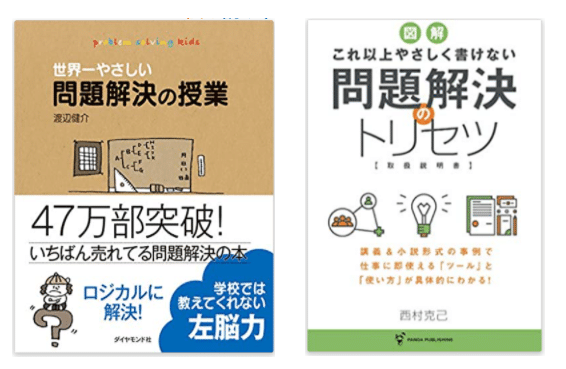 problem solving kids
世界一やさしい
問題解決の授業
渡辺健介
47万部突破!
いちばん売れてる問題解決の本
ロジカルに
解決!
学校では
教えてくれない
左脳力
ダイヤモンド社
図解
これ以上やさしく書けない
問題解決
の
トリセツ
【取扱説明書】
講義&小説形式の事例で
仕事に即使える「ツール」と
「使い方」が具体的にわかる!
西村克己
PANDA PUBLISHING